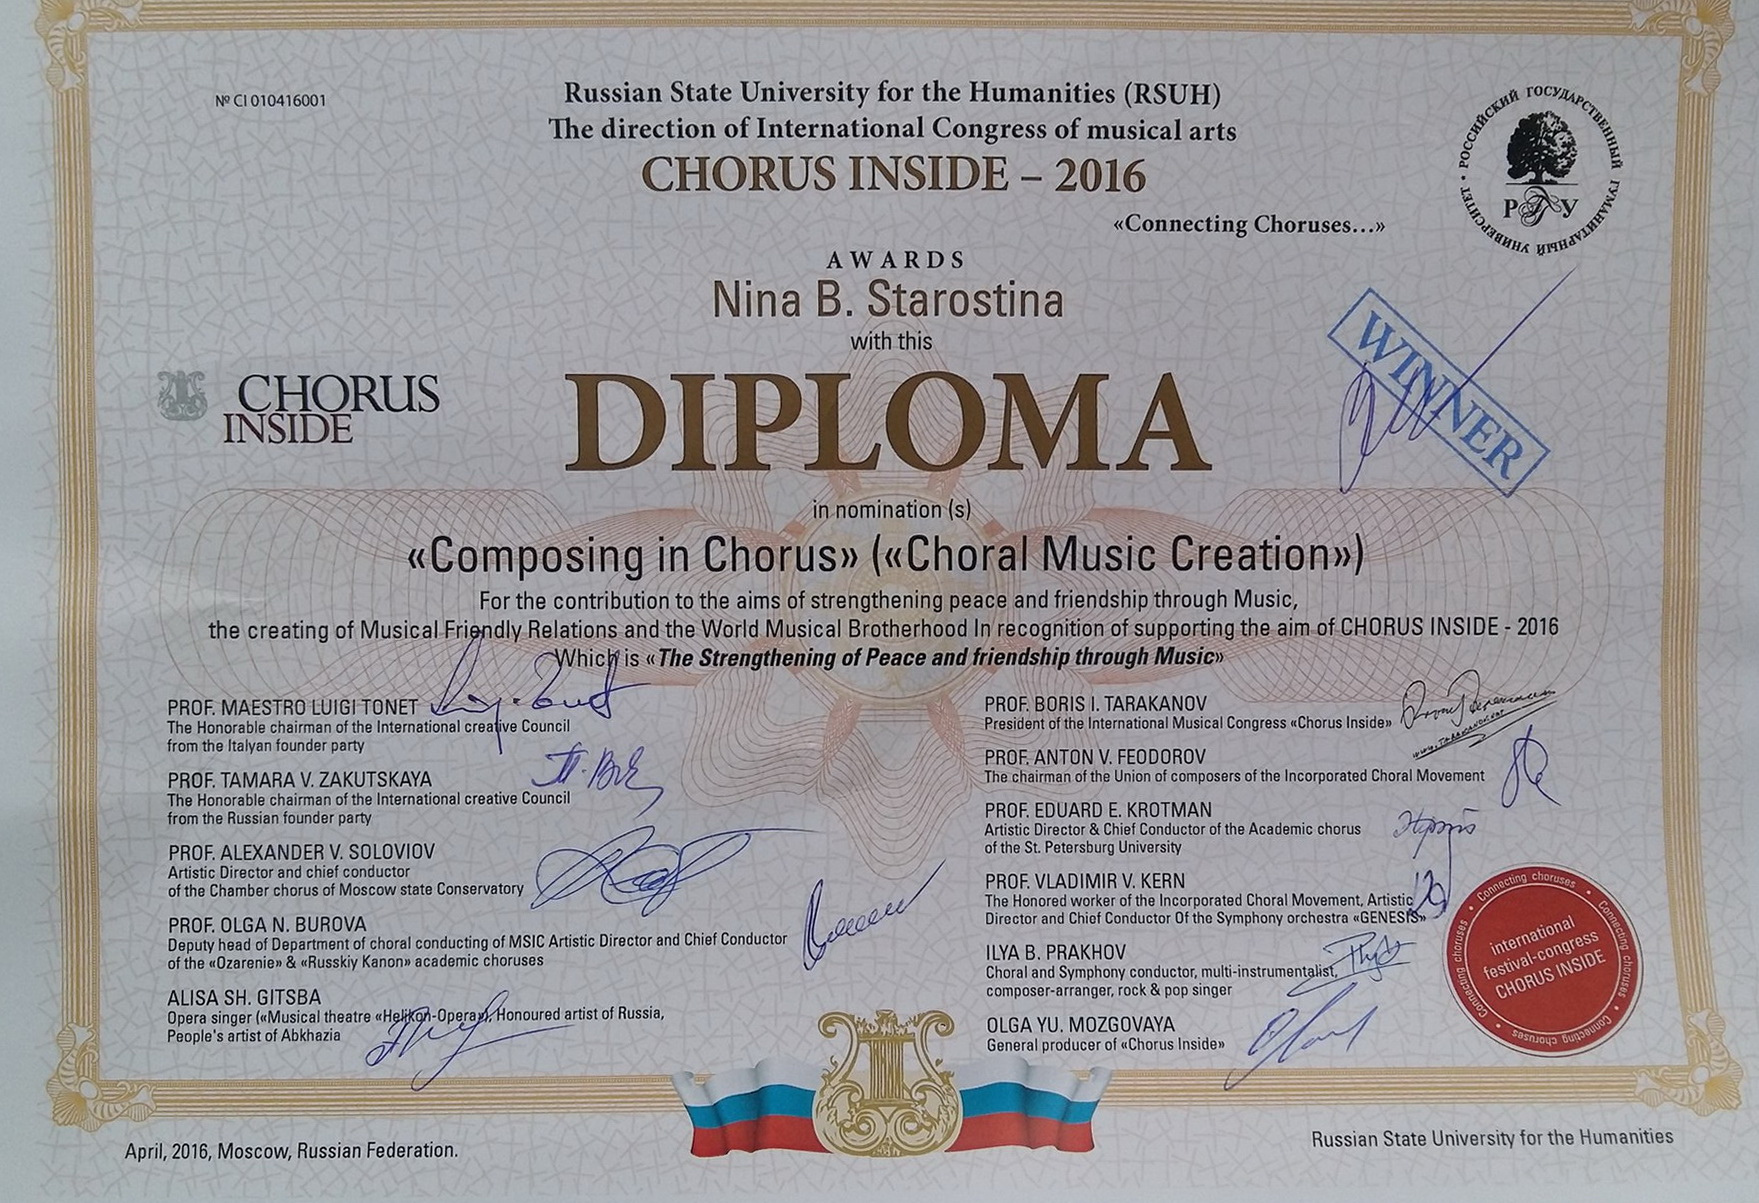 № CI 010416001
Russian State University for the Humanities (RSUH)
The direction of International Congress of musical arts
CHORUS INSIDE – 2016
«Connecting Choruses...»
РОССИЙСКИЙ ГОСУДАРСТВЕННЫЙ ГУМАНИТАРНЫЙ УНИВЕРСИТЕТ •
РГГУ
AWARDS
Nina B. Starostina
with this
DIPLOMA
WINNER
CHORUS
INSIDE
in nomination (s)
«Composing in Chorus» («Choral Music Creation»)
For the contribution to the aims of strengthening peace and friendship through Music,
the creating of Musical Friendly Relations and the World Musical Brotherhood In recognition of supporting the aim of CHORUS INSIDE - 2016
Which is «The Strengthening of Peace and friendship through Music»
PROF. MAESTRO LUIGI TONET
The Honorable chairman of the International creative Council
from the Italyan founder party
PROF. TAMARA V. ZAKUTSKAYA
The Honorable chairman of the International creative Council
from the Russian founder party
PROF. ALEXANDER V. SOLOVIOV
Artistic Director and chief conductor
of the Chamber chorus of Moscow state Conservatory
PROF. OLGA N. BUROVA
Deputy head of Department of choral conducting of MSIC Artistic Director and Chief Conductor
of the «Ozarenie» & «Russkiy Kanon» academic choruses
ALISA SH. GITSBA
Opera singer («Musical theatre «Helikon-Opera»), Honoured artist of Russia,
People's artist of Abkhazia
PROF. BORIS I. TARAKANOV
President of the International Musical Congress «Chorus Inside»
PROF. ANTON V. FEODOROV
The chairman of the Union of composers of the Incorporated Choral Movement
PROF. EDUARD E. KROTMAN
Artistic Director & Chief Conductor of the Academic chorus
of the St. Petersburg University
PROF. VLADIMIR V. KERN
The Honored worker of the Incorporated Choral Movement, Artistic
Director and Chief Conductor Of the Symphony orchestra «GENESIS»
ILYA B. PRAKHOV
Choral and Symphony conductor, multi-instrumentalist,
composer-arranger, rock & pop singer
OLGA YU. MOZGOVAYA
General producer of «Chorus Inside»
Connecting choruses • Connecting choruses • Connecting choruses • Connecting choruses •
international
festival-congress
CHORUS INSIDE
April, 2016, Moscow, Russian Federation.
Russian State University for the Humanities